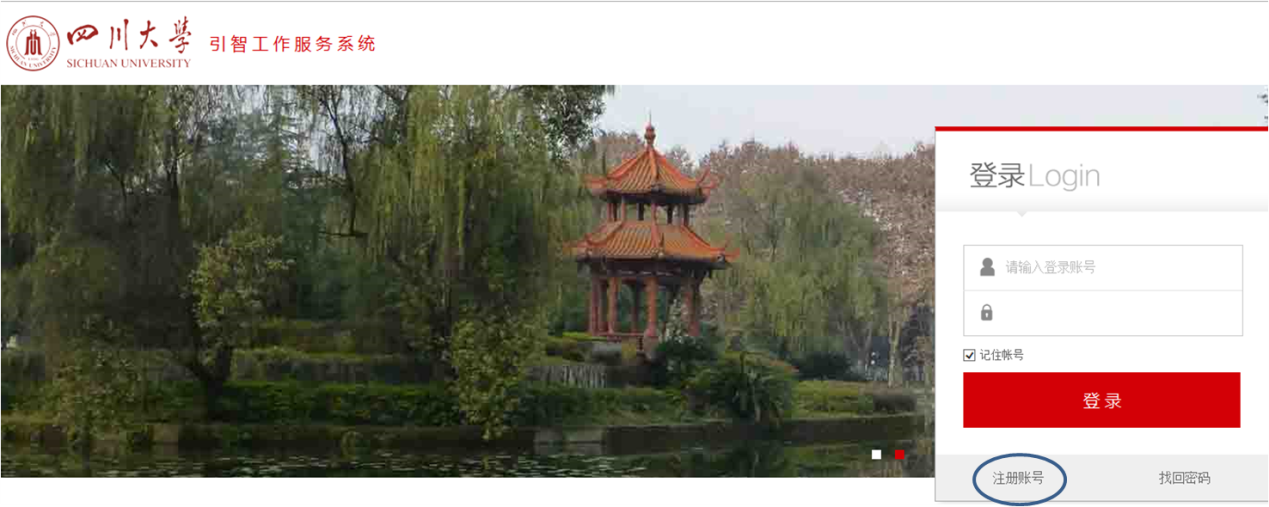 四川大學
SICHUAN UNIVERSITY
引智工作服务系统
登录Login
请输入登录账号
记住帐号
登 录
注册账号
找回密码